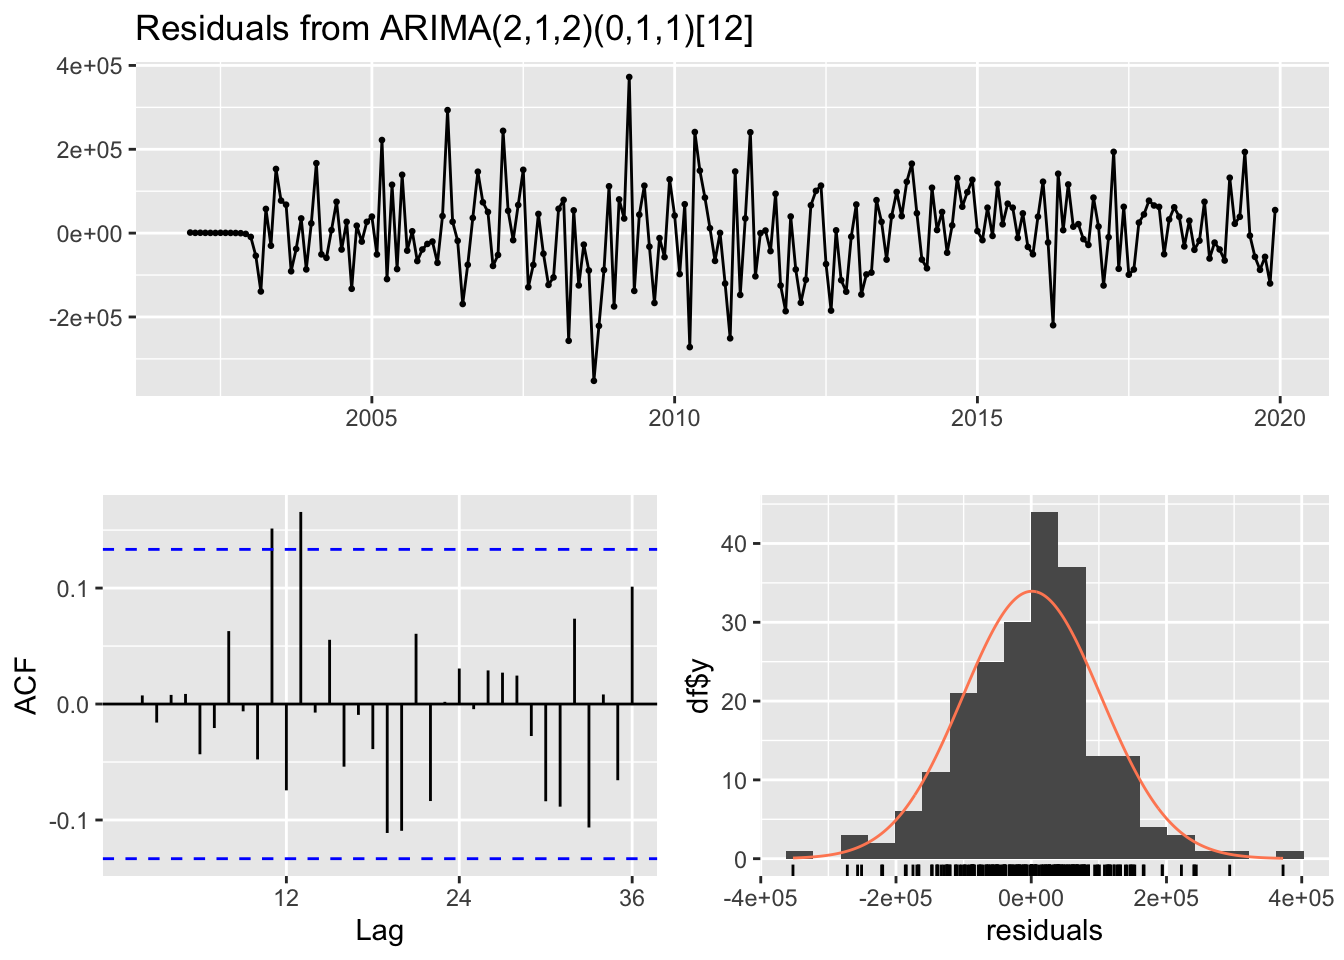 Residuals from ARIMA(2,1,2)(0,1,1)[12]
4e+05
2e+05
0e+00
-2e+05
2005
2010
2015
2020
ACF
0.1
0.0
-0.1
12
24
36
Lag
df$y
40
30
20
10
0
-4e+05
-2e+05
0e+00
2e+05
4e+05
residuals